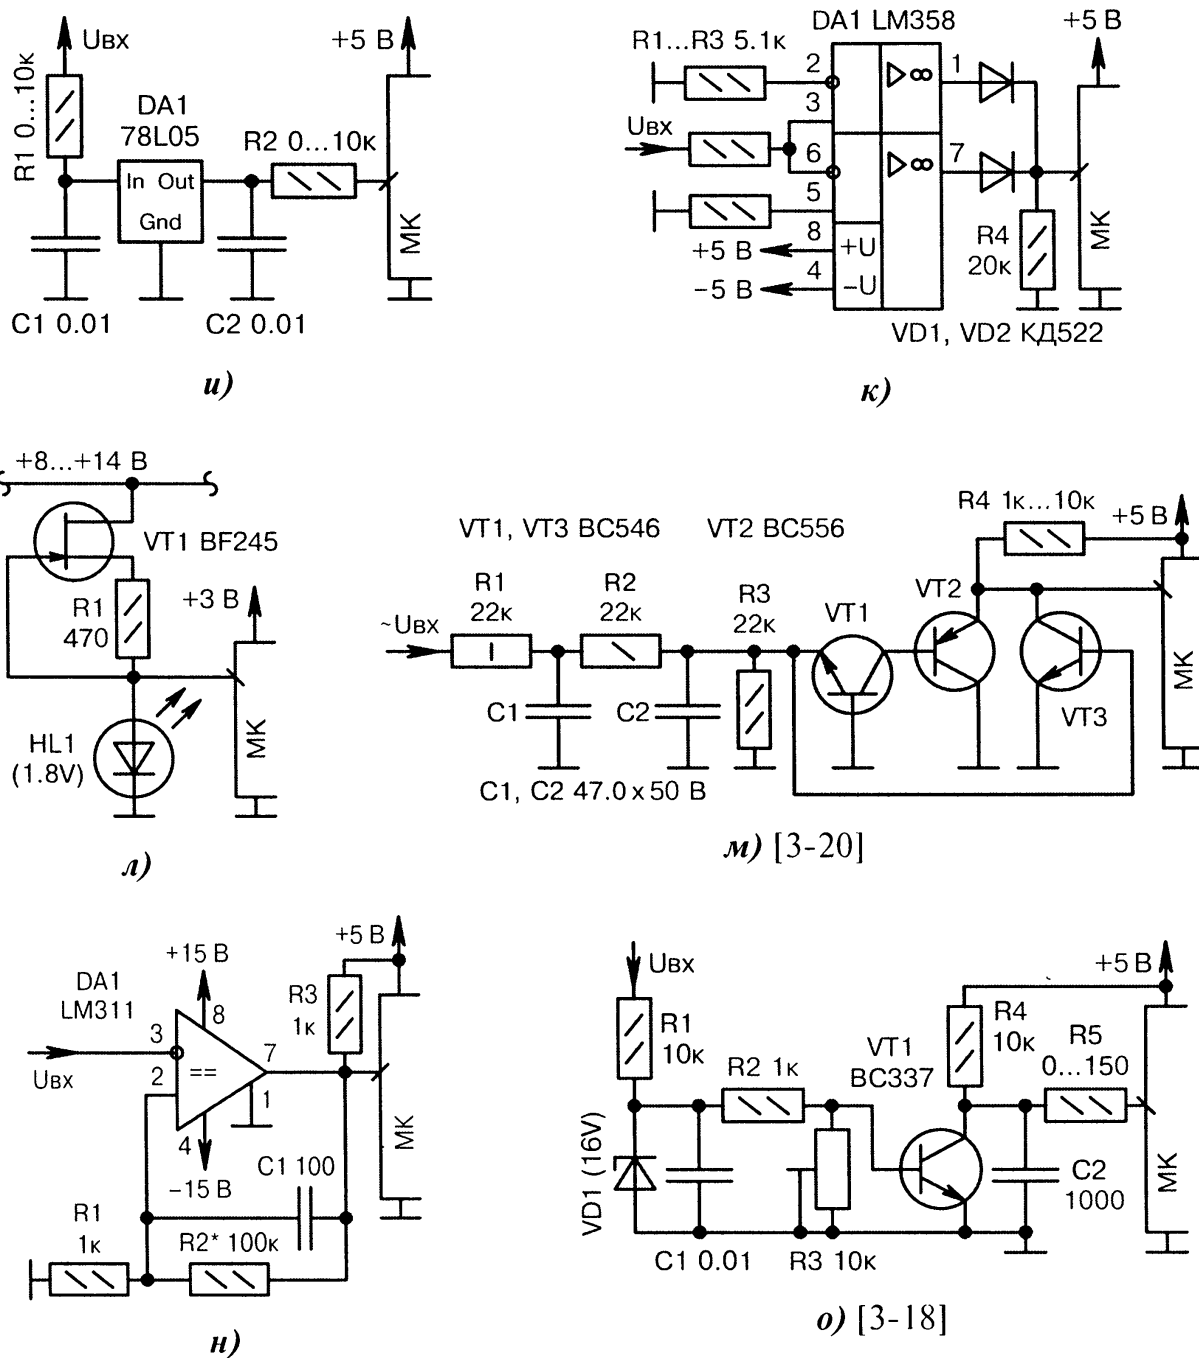 Uвх
+5 В
R1 0...10к
DA1
78L05
R2 0...10к
In Out
Gnd
МК
C1 0.01
C2 0.01
и)
DA1 LM358
+5 В
R1...R3 5.1к
2
∞
1
3
Uвх
6
∞
7
5
8
+5 В
+U
R4
20к
МК
4
−5 В
−U
VD1, VD2 КД522
к)
+8...+14 В
VT1 BF245
R1
470
+3 В
HL1
(1.8V)
МК
л)
R4 1к...10к
+5 В
VT1, VT3 BC546
VT2 BC556
R1
22к
R2
22к
R3
22к
VT1
VT2
~Uвх
C1
C2
VT3
МК
C1, C2 47.0 x 50 В
м) [3-20]
+15 В
+5 В
DA1
LM311
8
R3
1к
3
==
7
Uвх
2
1
4
−15 В
C1 100
МК
R1
1к
R2* 100к
н)
Uвх
+5 В
R1
10к
R4
10к
R5
0...150
R2 1к
VT1
BC337
VD1 (16V)
C2
1000
МК
C1 0.01
R3 10к
о) [3-18]